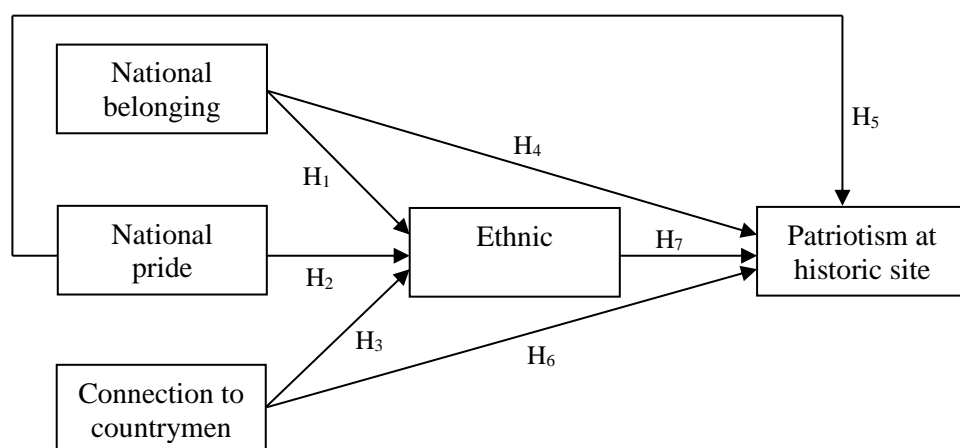 National
belonging
H₅
H₄
H₁
National
pride
H₂
Ethnic
H₇
Patriotism at
historic site
H₃
H₆
Connection to
countrymen